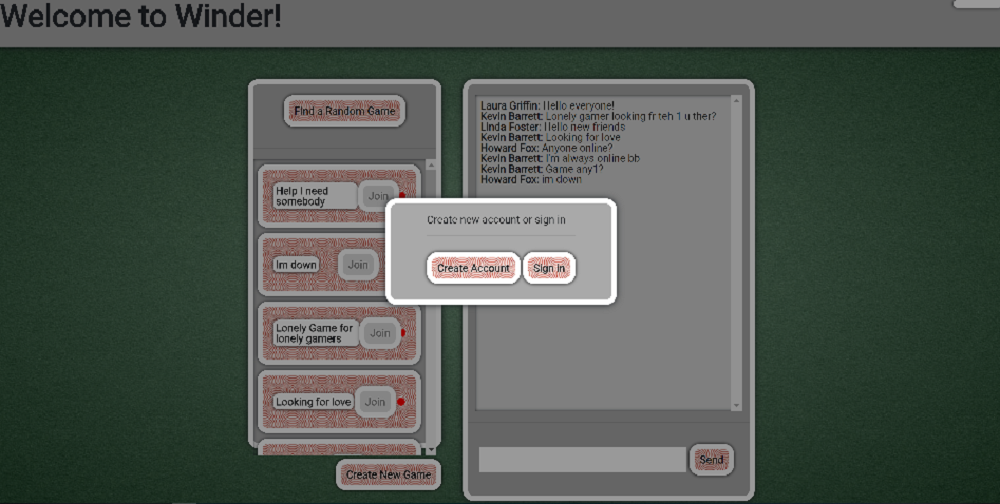 Welcome to Winder!
Find a Random Game
Help I need
somebody
Join
Im down
Join
Lonely Game for
lonely gamers
Join
Looking for love
Join
Create New Game
Laura Griffin: Hello everyone!
Kevin Barrett: Lonely gamer looking fr teh 1 u ther?
Linda Foster: Hello new friends
Kevin Barrett: Looking for love
Howard Fox: Anyone online?
Kevin Barrett: I'm always online bb
Kevin Barrett: Game any1?
Howard Fox: im down
Send
Create new account or sign in
Create Account
Sign In